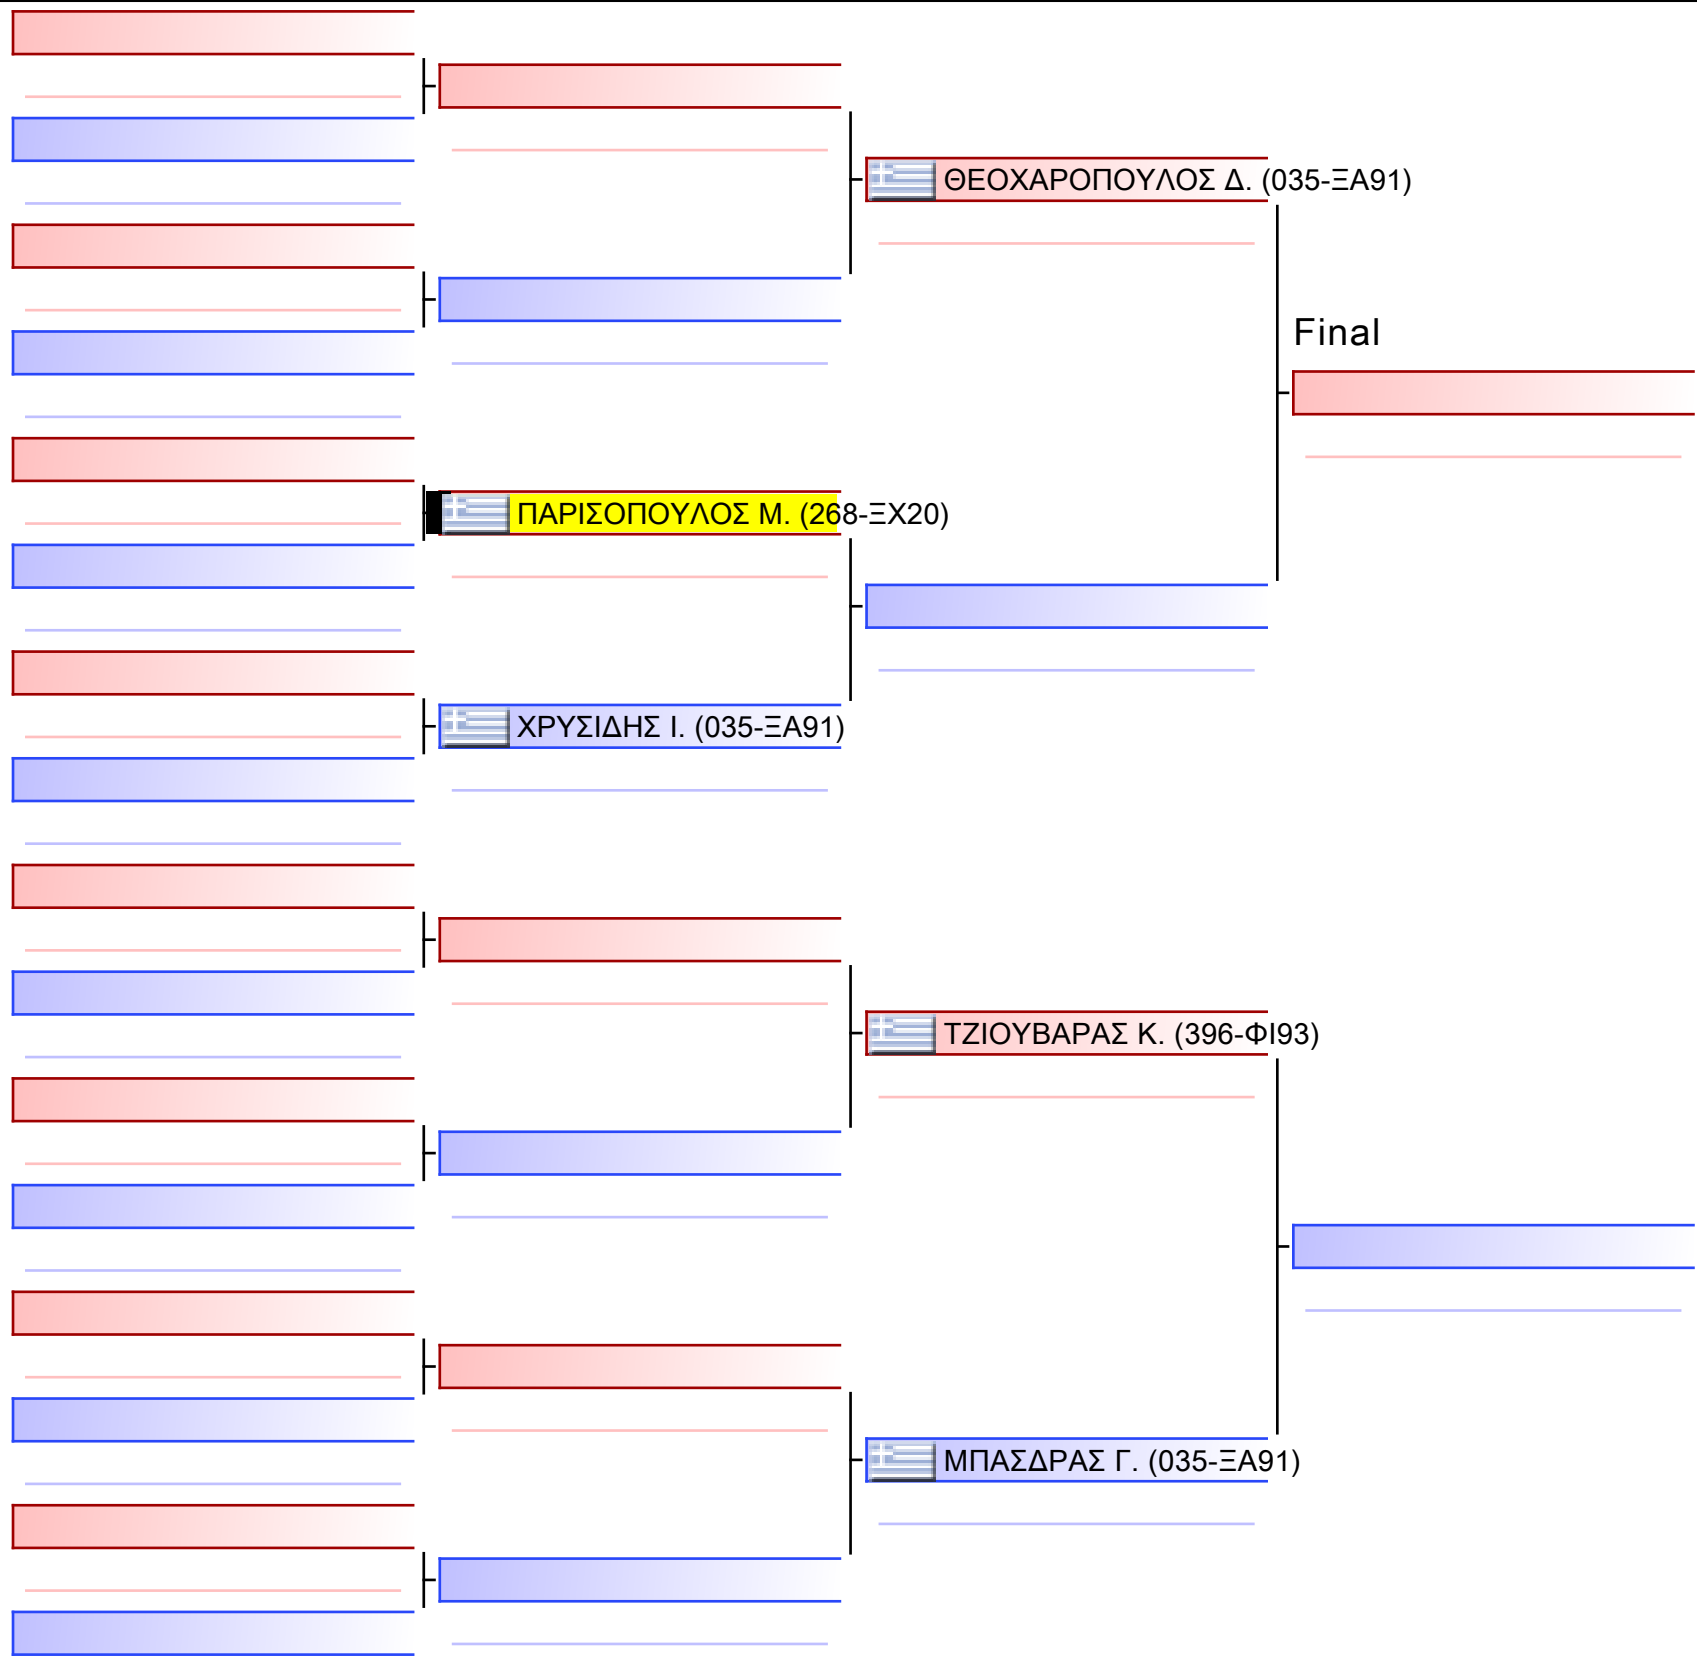 ΘΕΟΧΑΡΟΠΟΥΛΟΣ Δ. (035-ΞΑ91)
Final
ΠΑΡΙΣΟΠΟΥΛΟΣ Μ. (268-ΞΧ20)
ΧΡΥΣΙΔΗΣ Ι. (035-ΞΑ91)
ΤΖΙΟΥΒΑΡΑΣ Κ. (396-ΦΙ93)
ΜΠΑΣΔΡΑΣ Γ. (035-ΞΑ91)